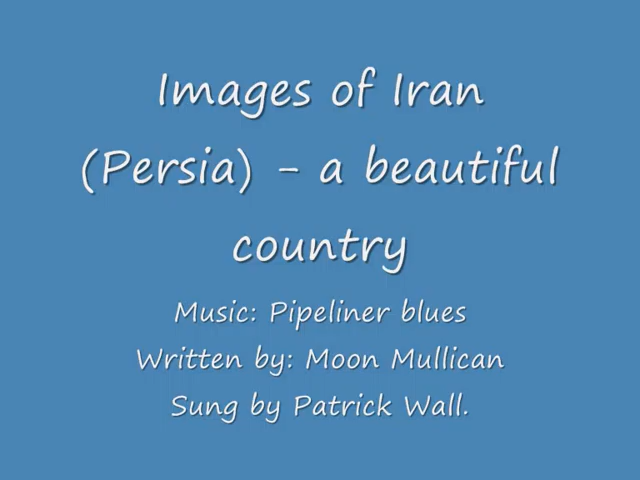 Images of Iran
(Persia) - a beautiful
country
Music: Pipeliner blues
Written by: Moon Mullican
Sung by Patrick Wall.